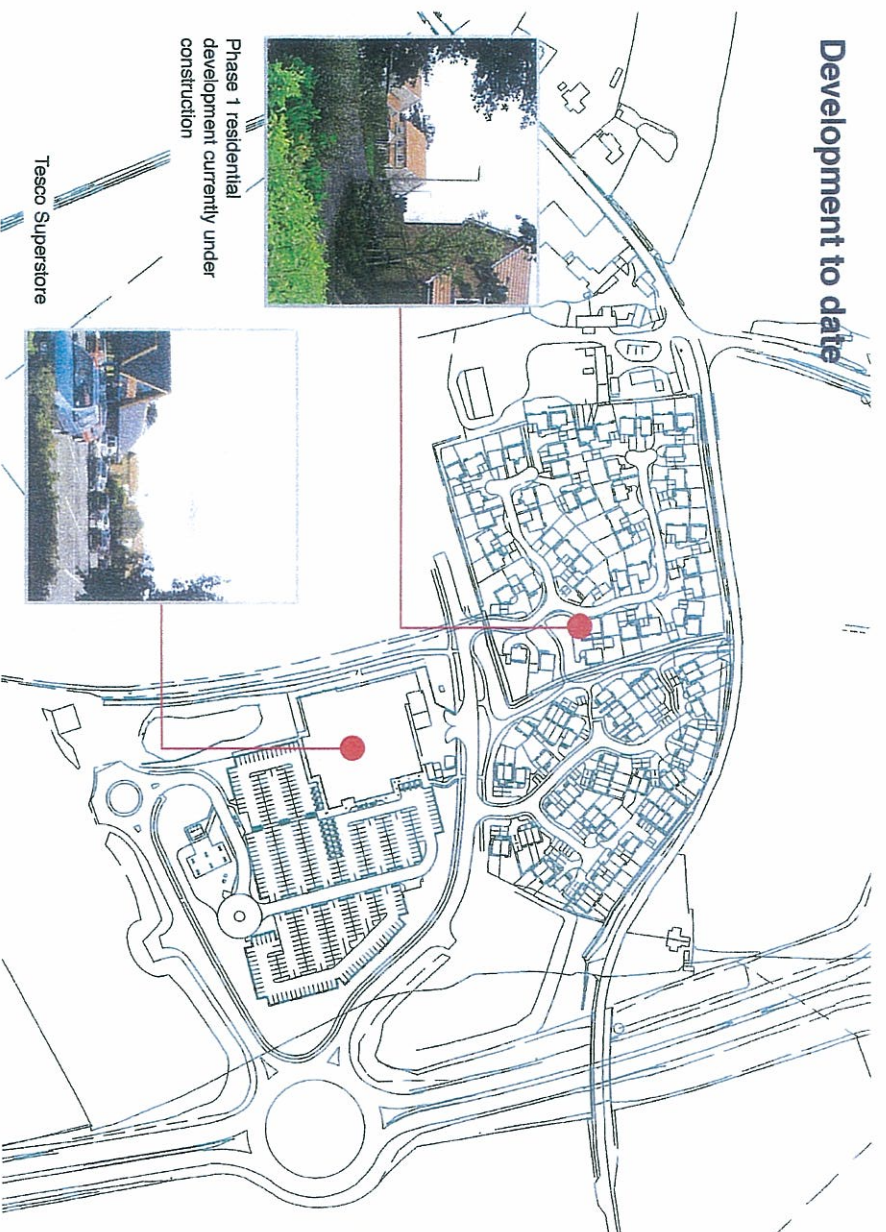 Development to date
Phase 1 residential
development currently under
construction
Tesco Superstore